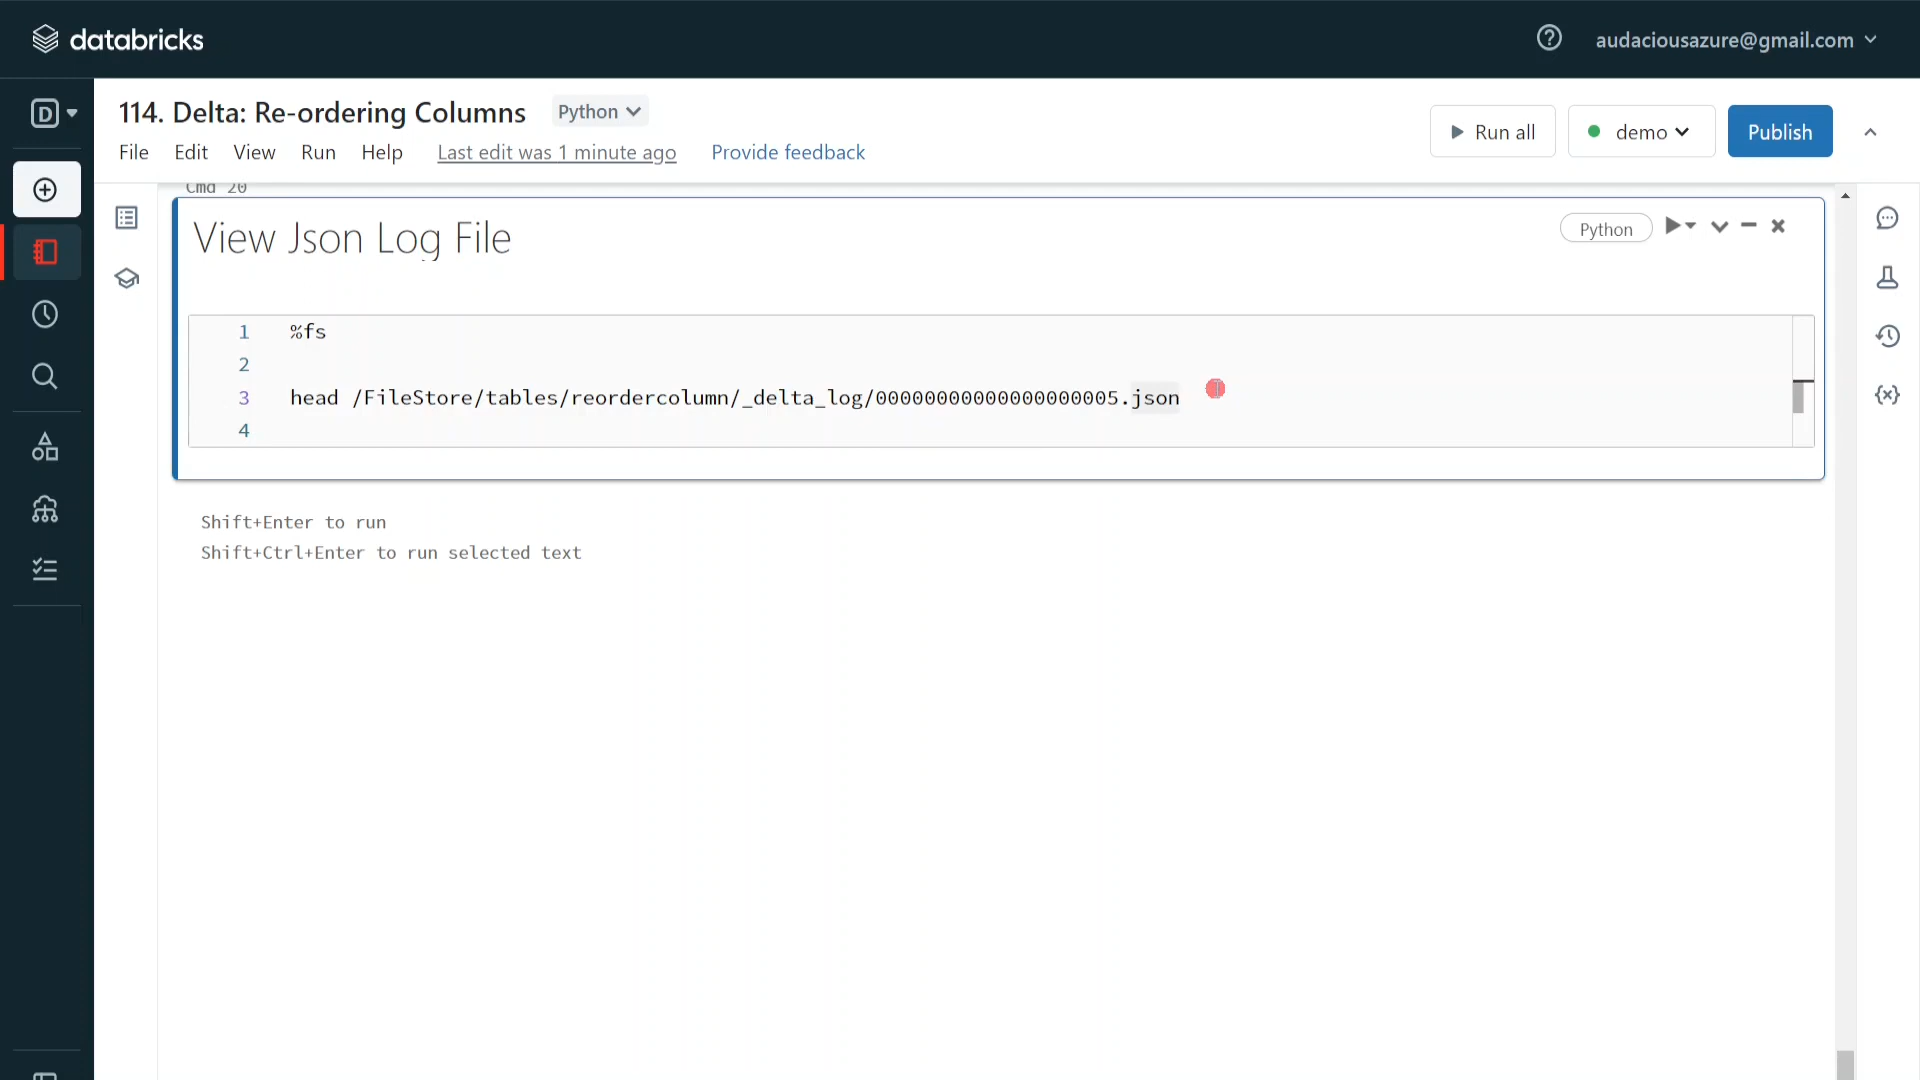 databricks
audaciousazure@gmail.com
D
114. Delta: Re-ordering Columns
Python
File Edit View Run Help Last edit was 1 minute ago Provide feedback
Run all
demo
Publish
Cmd 20
View Json Log File
Python
1 %fs
2
3 head /FileStore/tables/reordercolumn/_delta_log/00000000000000000005.json
4
Shift+Enter to run
Shift+Ctrl+Enter to run selected text